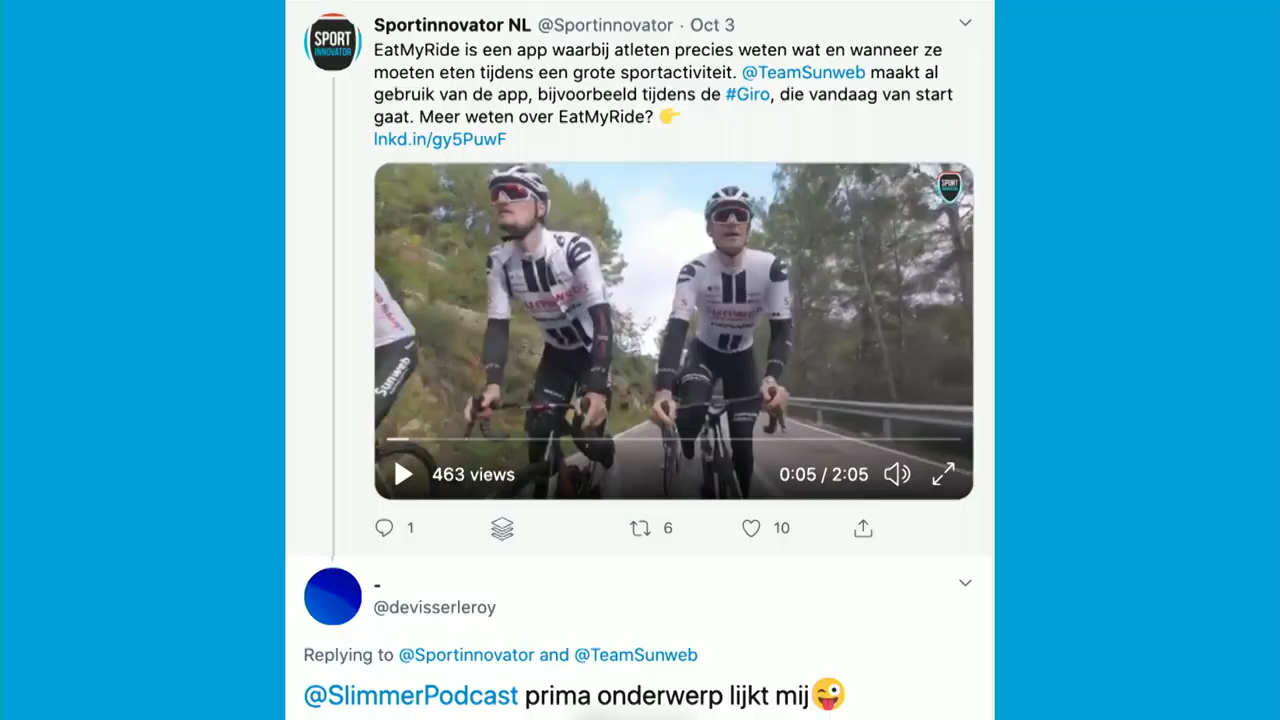 Sportinnovator NL @Sportinnovator · Oct 3
EatMyRide is een app waarbij atleten precies weten wat en wanneer ze
moeten eten tijdens een grote sportactiviteit. @TeamSunweb maakt al
gebruik van de app, bijvoorbeeld tijdens de #Giro, die vandaag van start
gaat. Meer weten over EatMyRide? 👉
lnkd.in/gy5PuwF
SPORT
INNOVATOR
SPORT
Sunweb
463 views
0:05 / 2:05
1
6
10
-
@devisserleroy
Replying to @Sportinnovator and @TeamSunweb
@SlimmerPodcast prima onderwerp lijkt mij😜